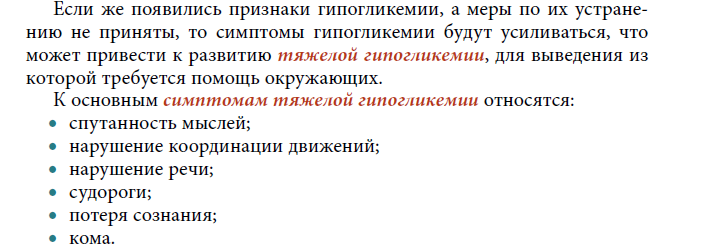 Если же появились признаки гипогликемии, а меры по их устране-
нию не приняты, то симптомы гипогликемии будут усиливаться, что
может привести к развитию тяжелой гипогликемии, для выведения из
которой требуется помощь окружающих.
К основным симптомам тяжелой гипогликемии относятся:
• спутанность мыслей;
• нарушение координации движений;
• нарушение речи;
• судороги;
• потеря сознания;
• кома.